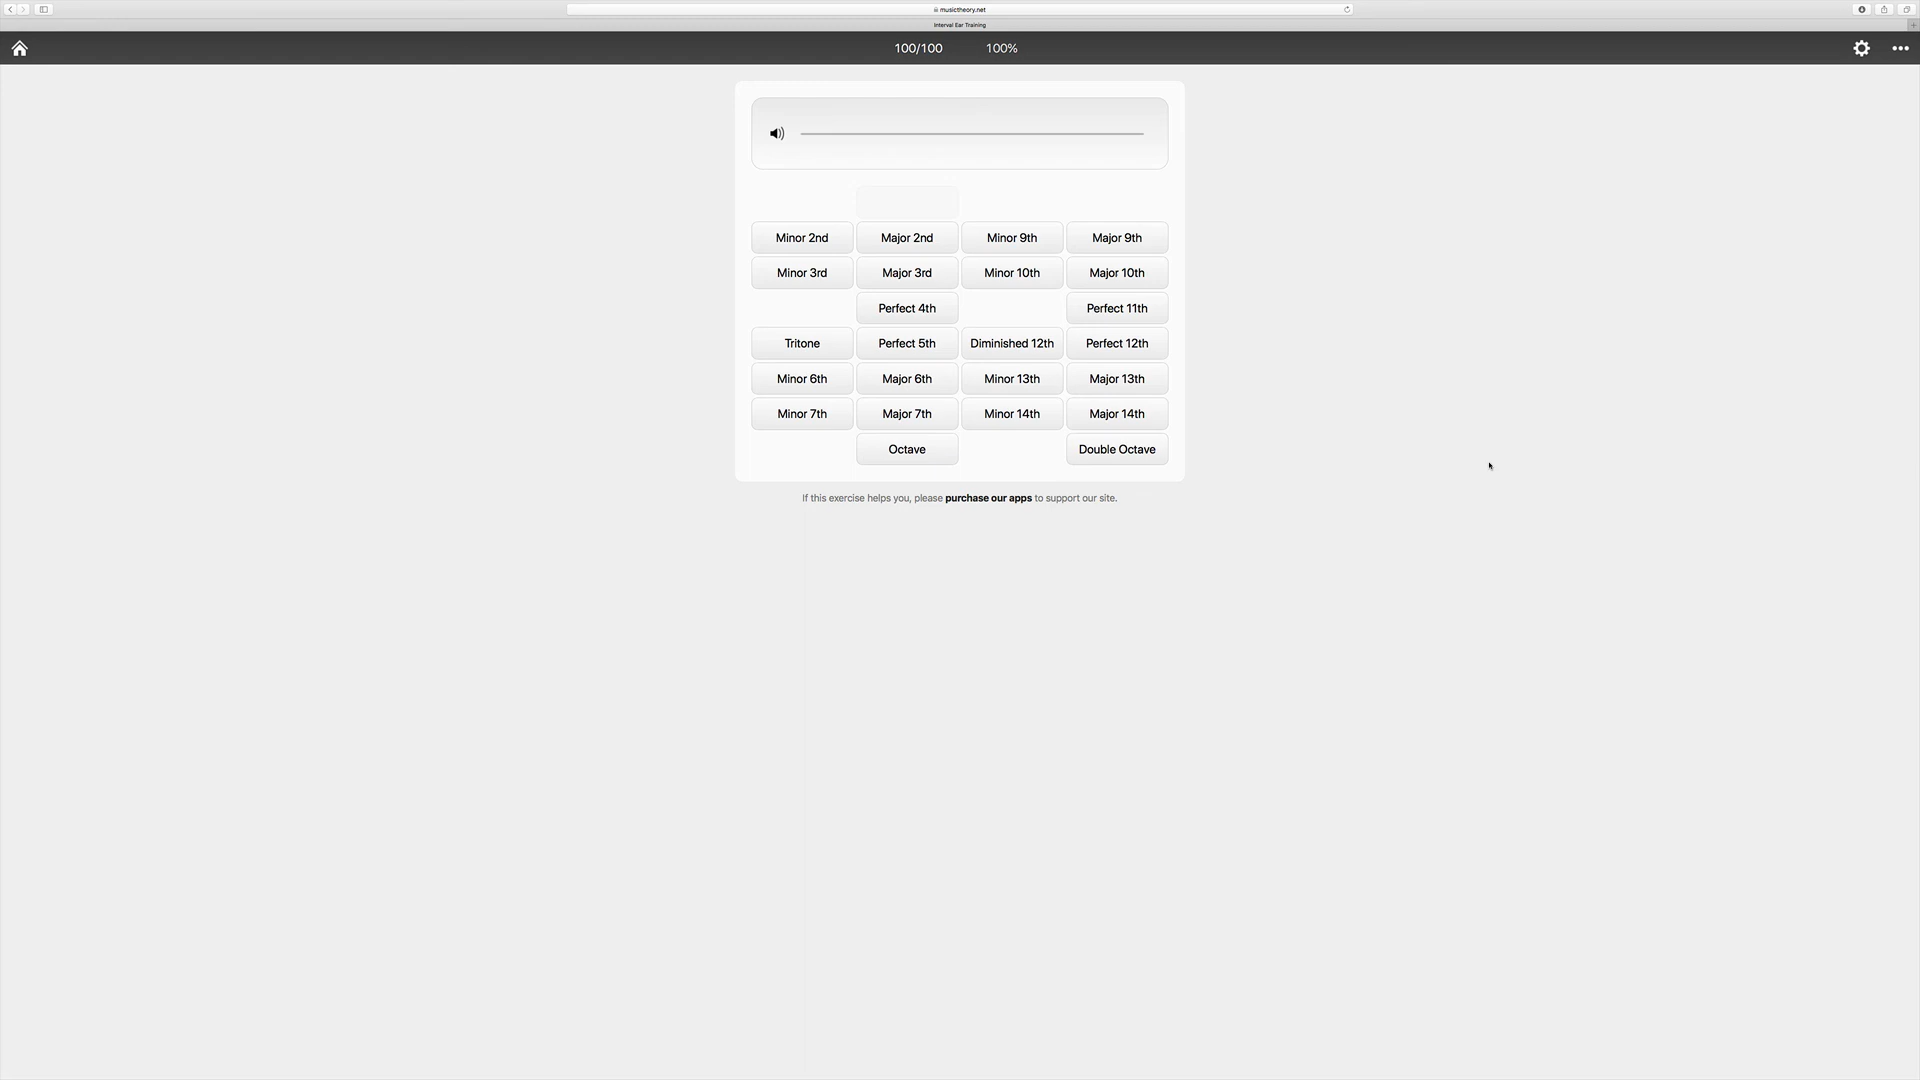 musictheory.net
Interval Ear Training
100/100 100%
Minor 2nd Major 2nd Minor 9th Major 9th
Minor 3rd Major 3rd Minor 10th Major 10th
Perfect 4th Perfect 11th
Tritone Perfect 5th Diminished 12th Perfect 12th
Minor 6th Major 6th Minor 13th Major 13th
Minor 7th Major 7th Minor 14th Major 14th
Octave Double Octave
If this exercise helps you, please purchase our apps to support our site.